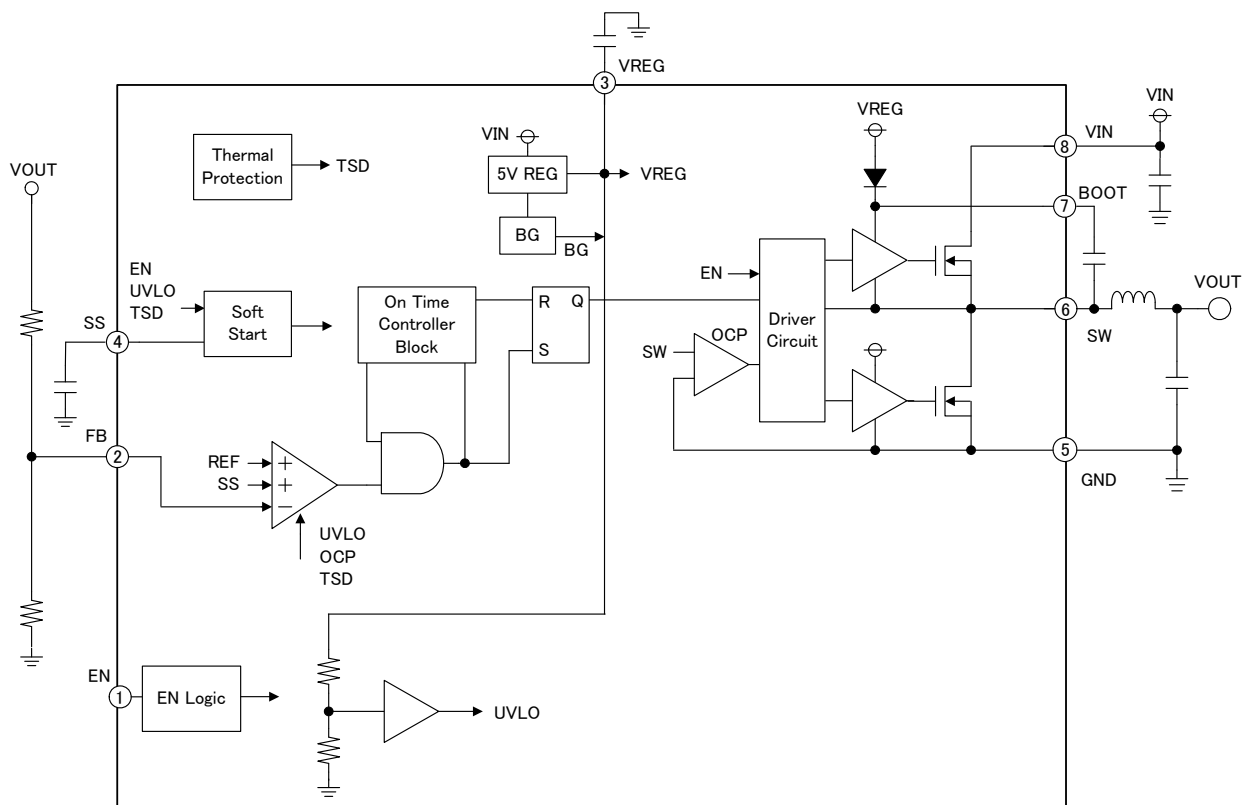 VREG
3
VIN
VREG
VIN
8
VOUT
Thermal
Protection
TSD
5V REG
VREG
BOOT
7
BG
BG
EN
UVLO
TSD
Soft
Start
SS
4
On Time
Controller
Block
R
Q
S
EN
Driver
Circuit
OCP
SW
6
SW
VOUT
FB
2
REF
SS
+
+
−
UVLO
OCP
TSD
5
GND
EN
1
EN Logic
UVLO
VIN